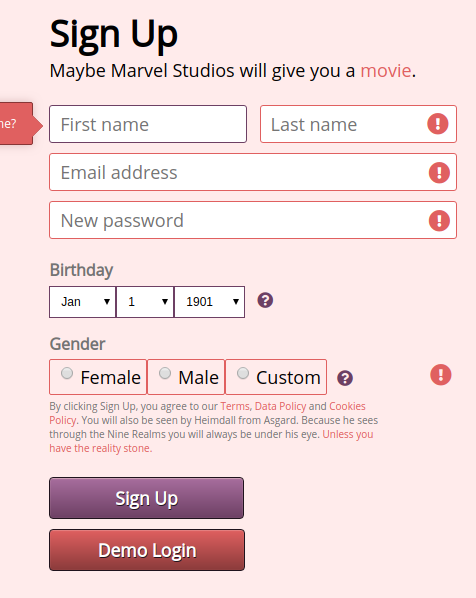 Sign Up
Maybe Marvel Studios will give you a movie.
First name
Last name
Email address
New password
Birthday
Jan 1 1901
Gender
Female Male Custom
By clicking Sign Up, you agree to our Terms, Data Policy and Cookies
Policy. You will also be seen by Heimdall from Asgard. Because he sees
through the Nine Realms you will always be under his eye. Unless you
have the reality stone.
Sign Up
Demo Login